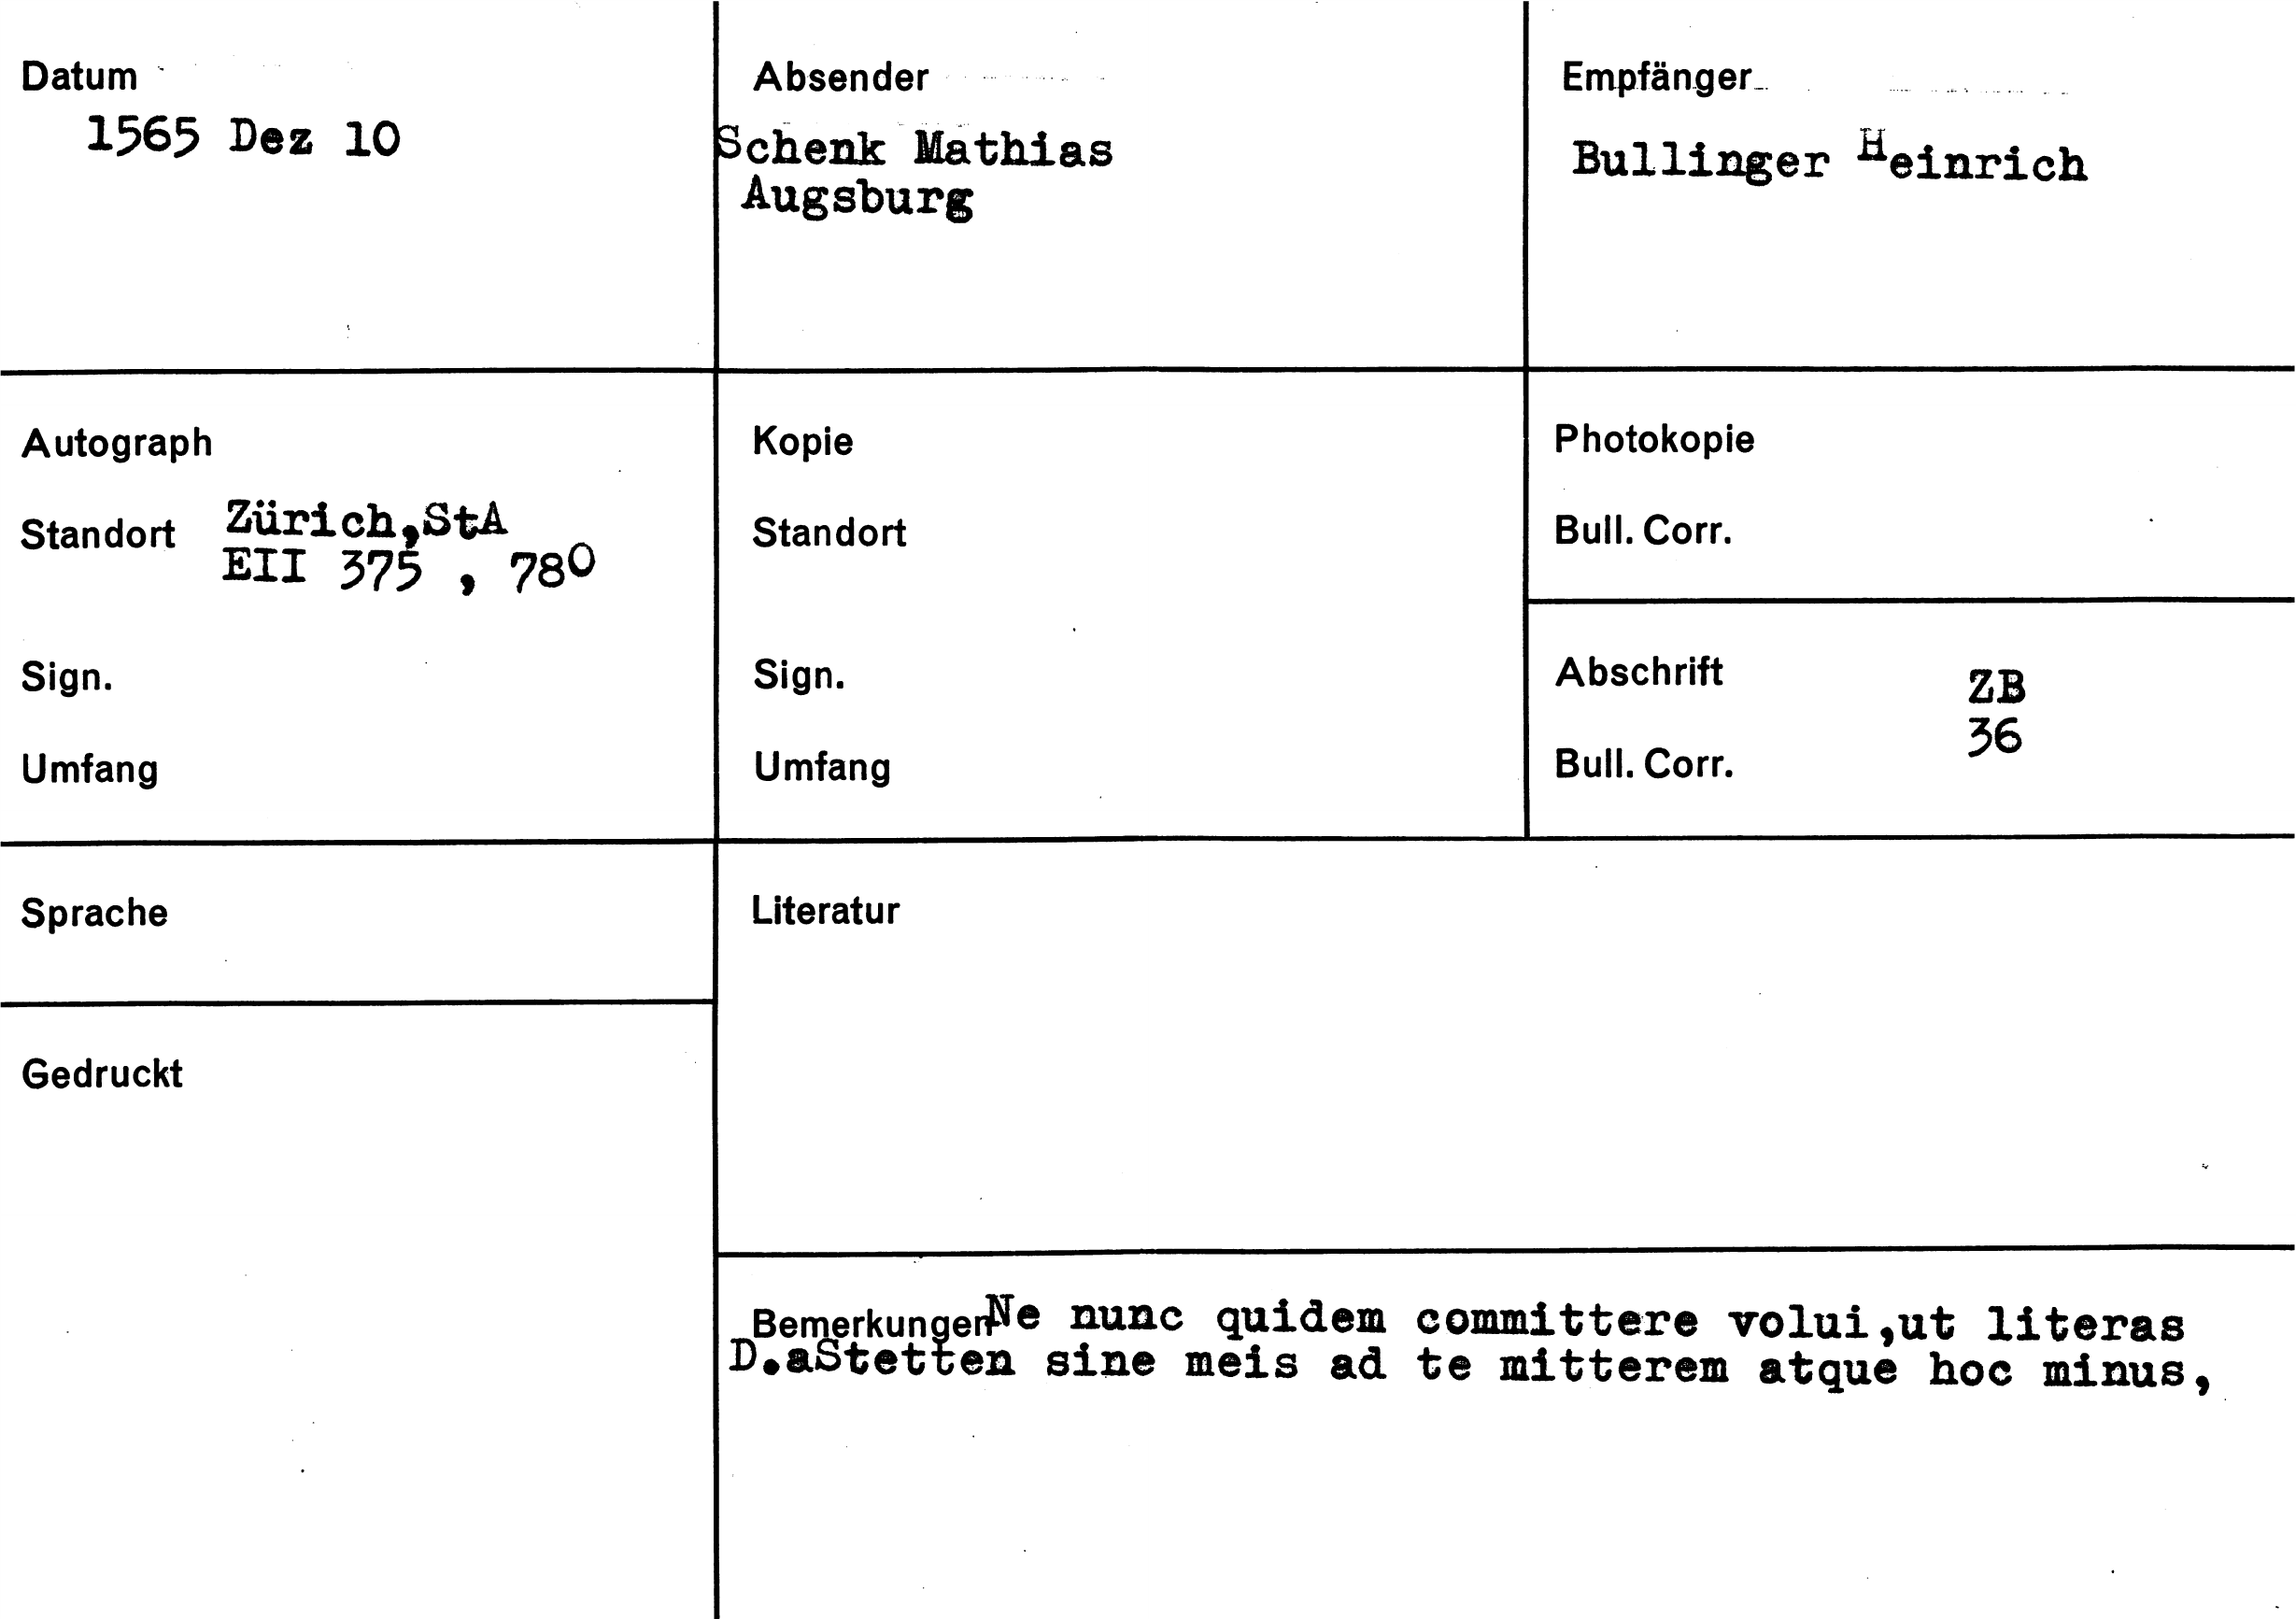 Datum
1565 Dez 10
Absender
Schenk Mathias
Augsburg
Empfänger
Bullinger Heinrich
Autograph
Standort Zürich,StA
EII 375 , 780
Sign.
Umfang
Kopie
Standort
Sign.
Umfang
Photokopie
Bull. Corr.
Abschrift ZB
36
Bull. Corr.
Sprache
Literatur
Gedruckt
Bemerkungen Ne nunc quidem committere volui,ut literas
D.aStetten sine meis ad te mitterem atque hoc minus,